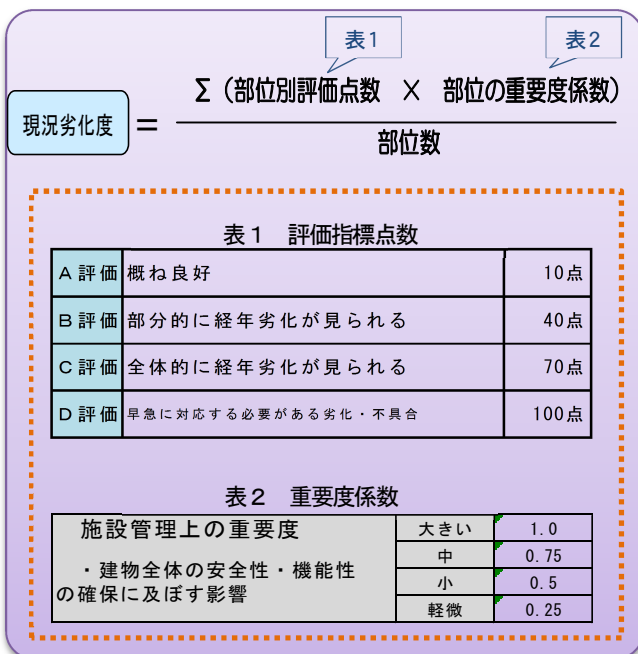 表1 表2
現況劣化度 = Σ（部位別評価点数 × 部位の重要度係数）
部位数
表１ 評価指標点数
Ａ評価 概ね良好 10点
Ｂ評価 部分的に経年劣化が見られる 40点
Ｃ評価 全体的に経年劣化が見られる 70点
Ｄ評価 早急に対応する必要がある劣化・不具合 100点
表２ 重要度係数
施設管理上の重要度 大きい 1.0
中 0.75
・建物全体の安全性・機能性
の確保に及ぼす影響 小 0.5
軽微 0.25